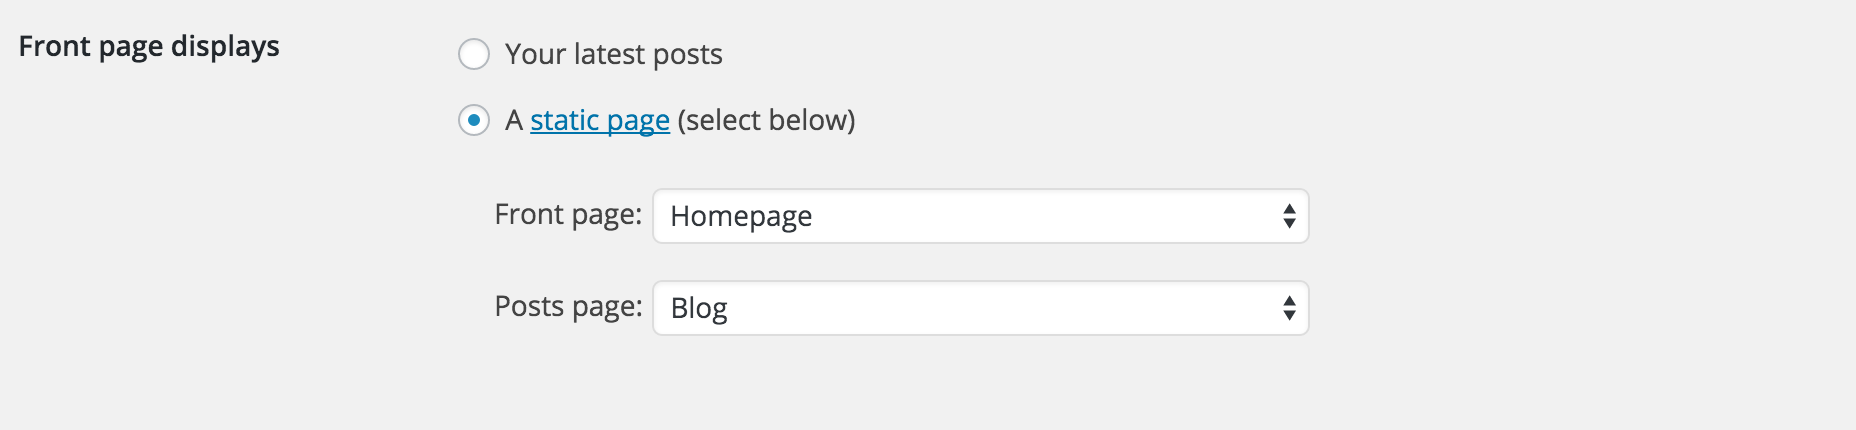 Front page displays
Your latest posts
A static page (select below)
Front page: Homepage
Posts page: Blog